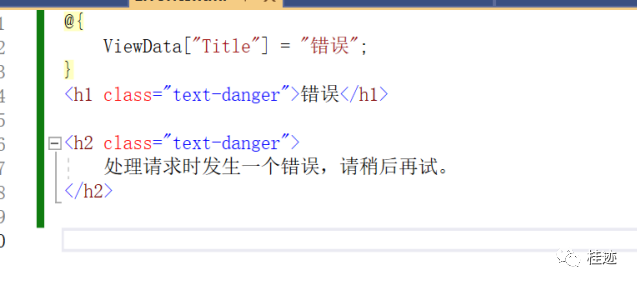 1 @{
2 ViewData["Title"] = "错误";
3 }
4 <h1 class="text-danger">错误</h1>
5
6 <h2 class="text-danger">
7 处理请求时发生一个错误，请稍后再试。
8 </h2>
9
0
桂迹